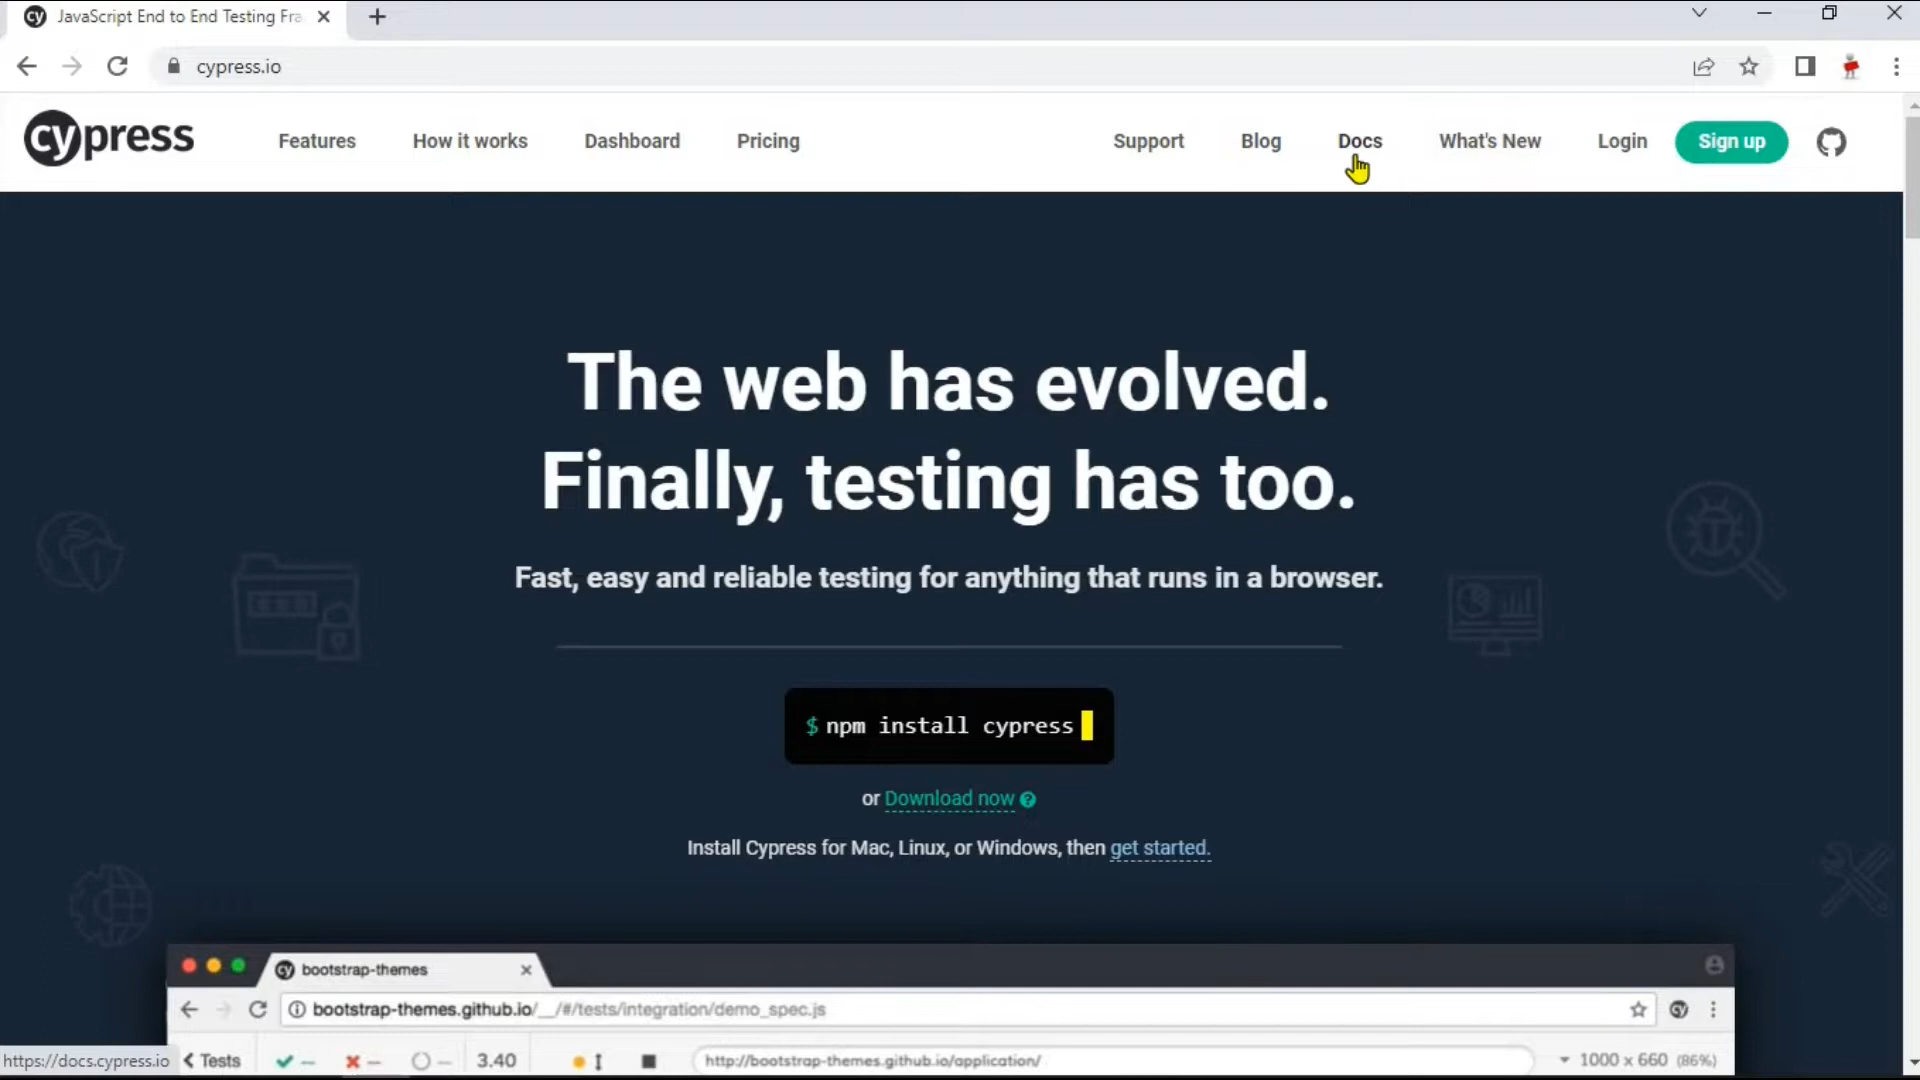 cy JavaScript End to End Testing Fra
cypress.io
cypress Features How it works Dashboard Pricing Support Blog Docs What's New Login Sign up
The web has evolved.
Finally, testing has too.
Fast, easy and reliable testing for anything that runs in a browser.
$ npm install cypress
or Download now ?
Install Cypress for Mac, Linux, or Windows, then get started.
cy bootstrap-themes
bootstrap-themes.github.io/__/#/tests/integration/demo_spec.js cy
https://docs.cypress.io < Tests -- -- -- 3.40 http://bootstrap-themes.github.io/application/ 1000 x 660 (86%)